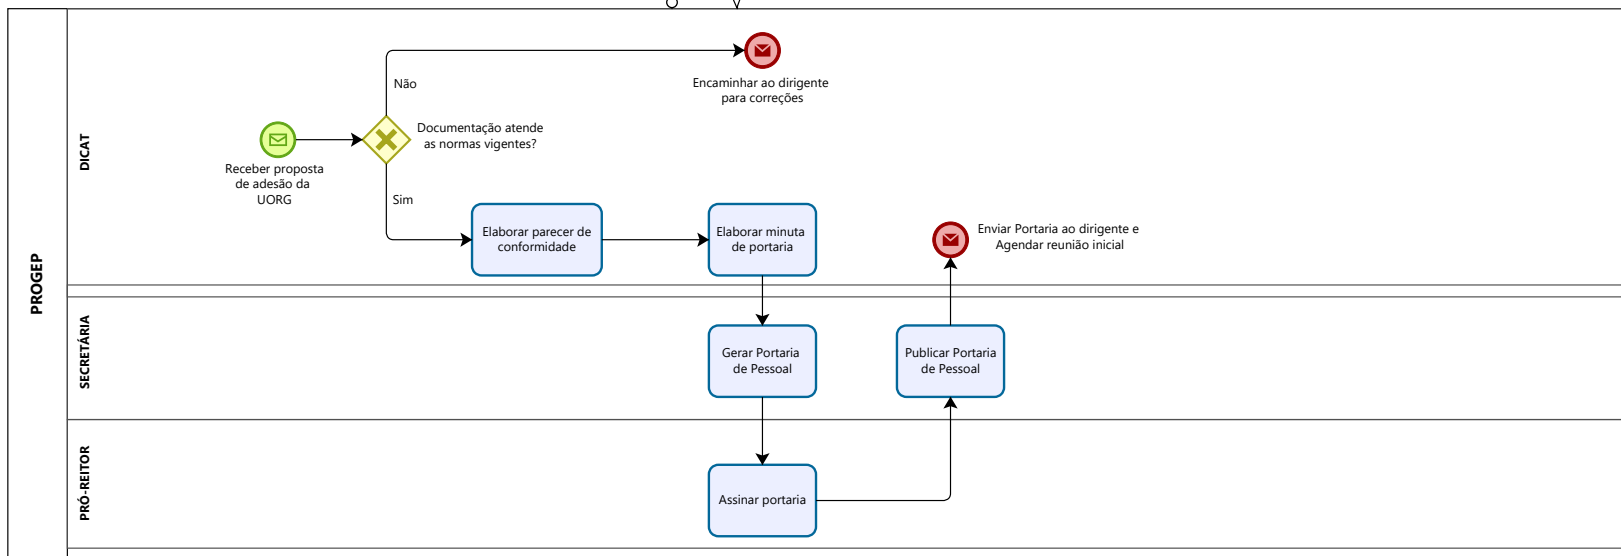 PROGEP
DICAT
Receber proposta
de adesão da
UORG
Não
Documentação atende
as normas vigentes?
Sim
Encaminhar ao dirigente
para correções
Elaborar parecer de
conformidade
Elaborar minuta
de portaria
Enviar Portaria ao dirigente e
Agendar reunião inicial
SECRETÁRIA
Gerar Portaria
de Pessoal
Publicar Portaria
de Pessoal
PRÓ-REITOR
Assinar portaria